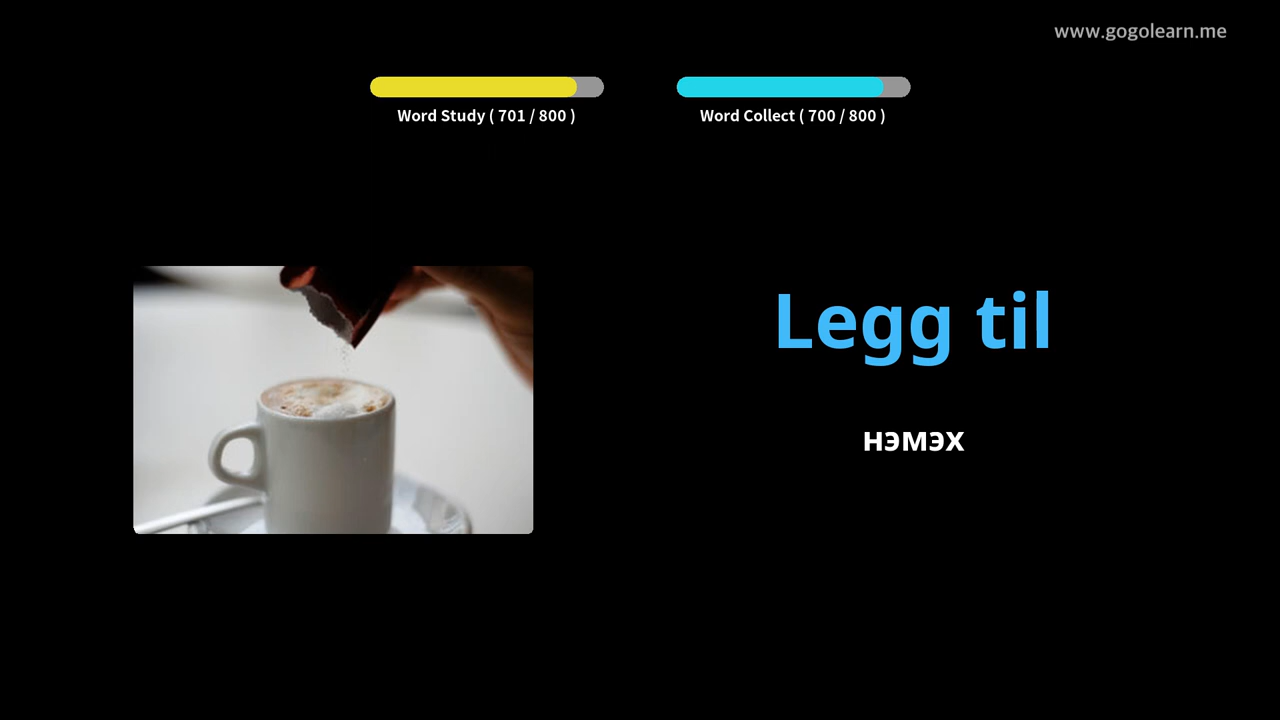 www.gogolearn.me
Word Study ( 701 / 800 )
Word Collect ( 700 / 800 )
Legg til
нэмэх